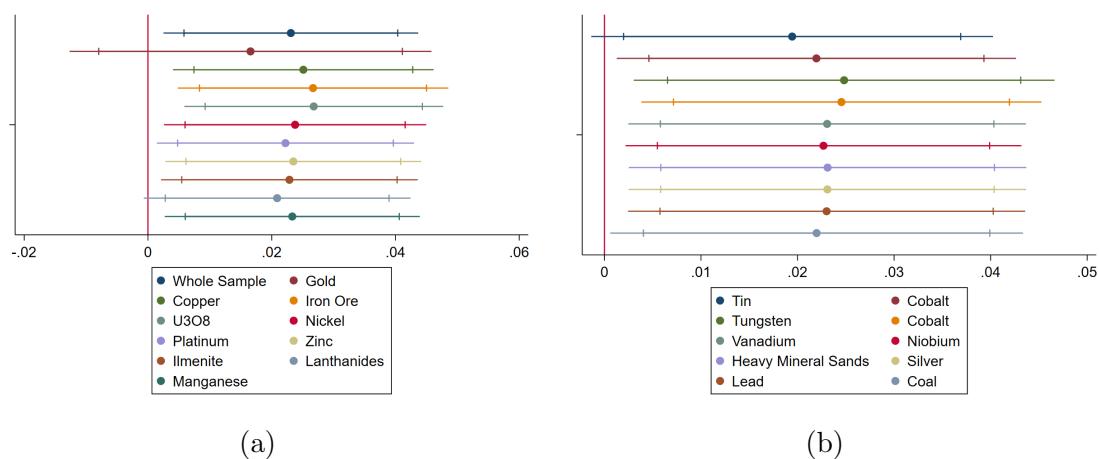 -.02 0 .02 .04 .06
Whole Sample Gold
Copper Iron Ore
U3O8 Nickel
Platinum Zinc
Ilmenite Lanthanides
Manganese
(a)
0 .01 .02 .03 .04 .05
Tin Cobalt
Tungsten Cobalt
Vanadium Niobium
Heavy Mineral Sands Silver
Lead Coal
(b)